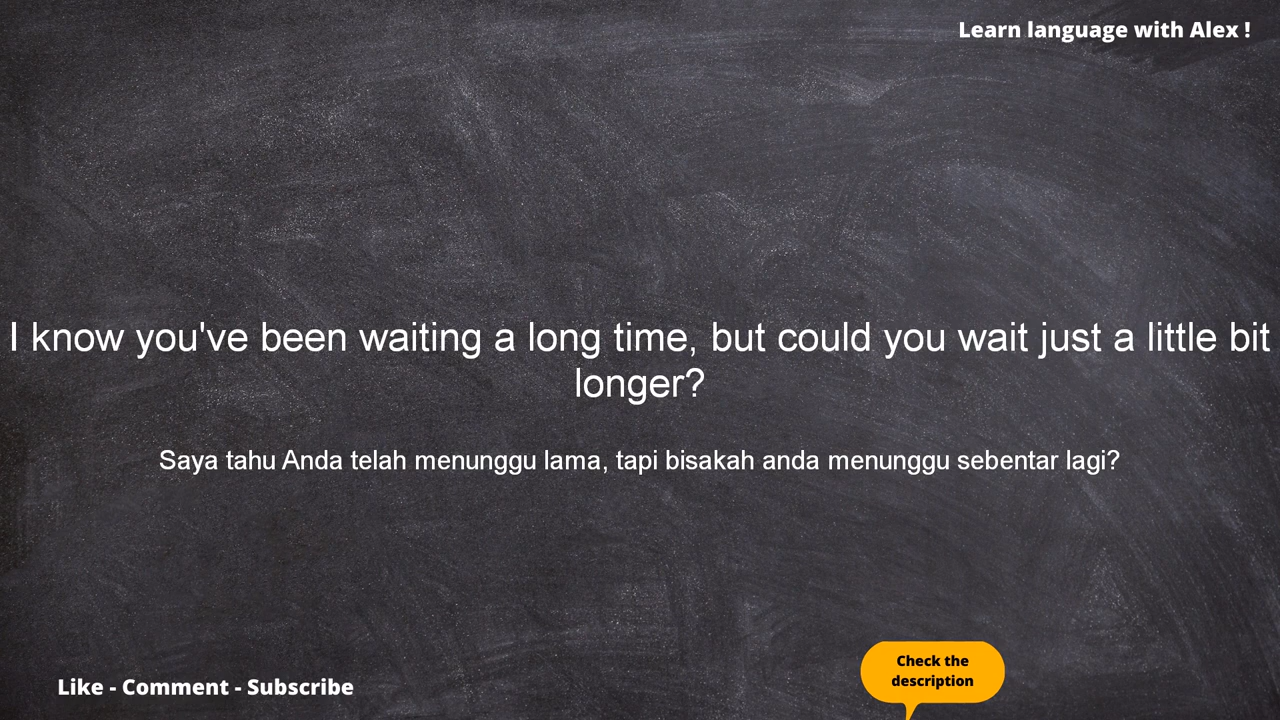 Learn language with Alex !
I know you've been waiting a long time, but could you wait just a little bit
longer?
Saya tahu Anda telah menunggu lama, tapi bisakah anda menunggu sebentar lagi?
Check the
description
Like - Comment - Subscribe